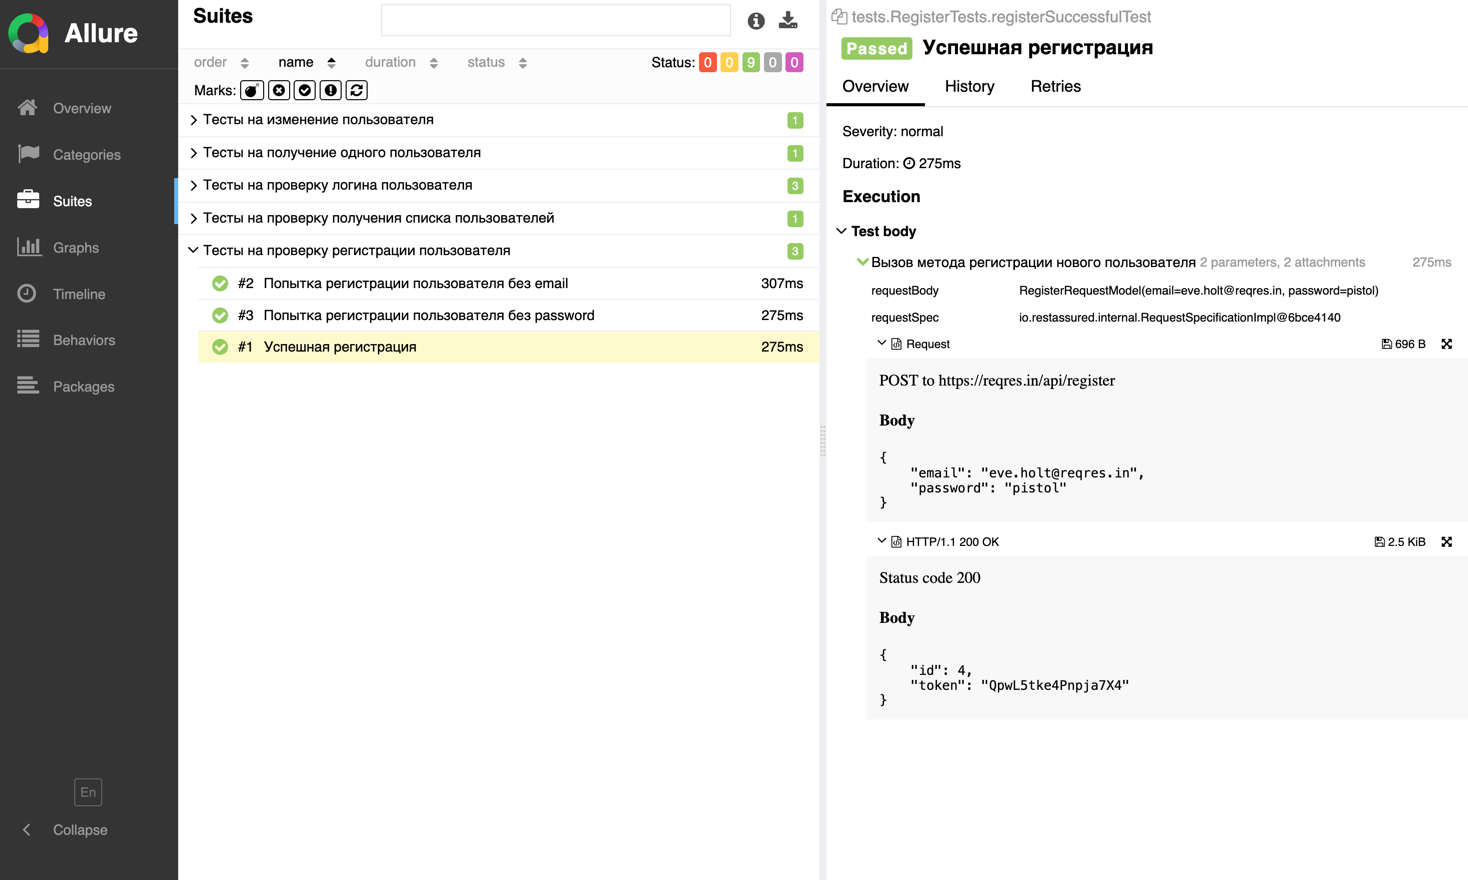 Allure
Overview
Categories
Suites
Graphs
Timeline
Behaviors
Packages
En
Collapse
Suites
order name duration status Status: 0 0 9 0 0
Marks:
Тесты на изменение пользователя 1
Тесты на получение одного пользователя 1
Тесты на проверку логина пользователя 3
Тесты на проверку получения списка пользователей 1
Тесты на проверку регистрации пользователя 3
#2 Попытка регистрации пользователя без email 307ms
#3 Попытка регистрации пользователя без password 275ms
#1 Успешная регистрация 275ms
tests.RegisterTests.registerSuccessfulTest
Passed Успешная регистрация
Overview History Retries
Severity: normal
Duration: 275ms
Execution
Test body
Вызов метода регистрации нового пользователя 2 parameters, 2 attachments 275ms
requestBody RegisterRequestModel(email=eve.holt@reqres.in, password=pistol)
requestSpec io.restassured.internal.RequestSpecificationImpl@6bce4140
Request 696 B
POST to https://reqres.in/api/register
Body
{
"email": "eve.holt@reqres.in",
"password": "pistol"
}
HTTP/1.1 200 OK 2.5 KiB
Status code 200
Body
{
"id": 4,
"token": "QpwL5tke4Pnpja7X4"
}